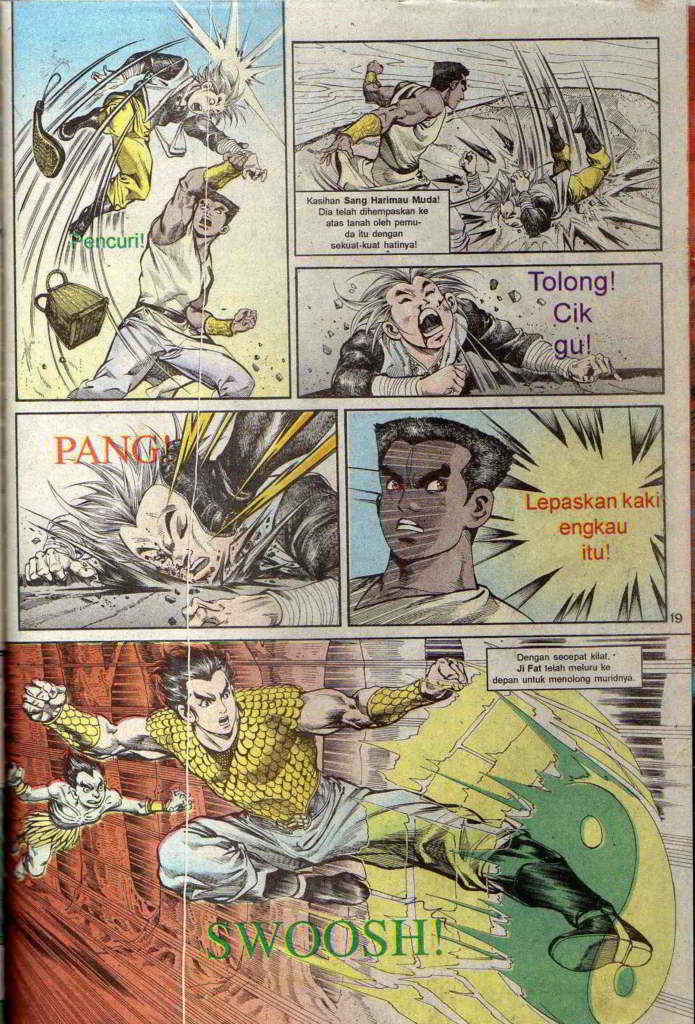 Pencuri!
Kasihan Sang Harimau Muda!
Dia telah dihempaskan ke
atas tanah oleh pemu-
da itu dengan
sekuat-kuat hatinya!
Tolong!
Cik
gu!
PANG!
Lepaskan kaki
engkau
itu!
19
Dengan secepat kilat,
Ji Fat telah meluru ke
depan untuk menolong muridnya.
SWOOSH!